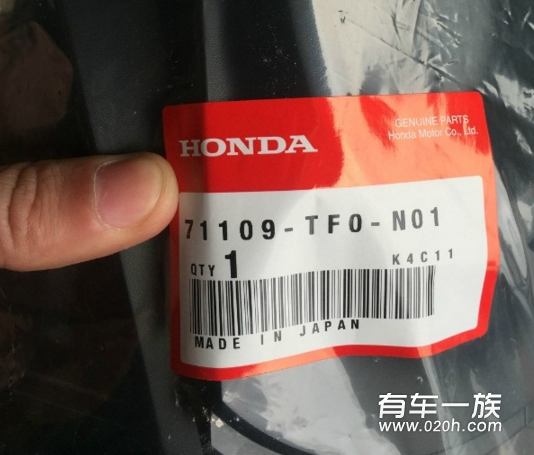 GENUINE PARTS
Honda Motor Co., Ltd.
HONDA
71109-TF0-N01
QTY 1 K4C11
MADE IN JAPAN
有车一族
www.020h.com